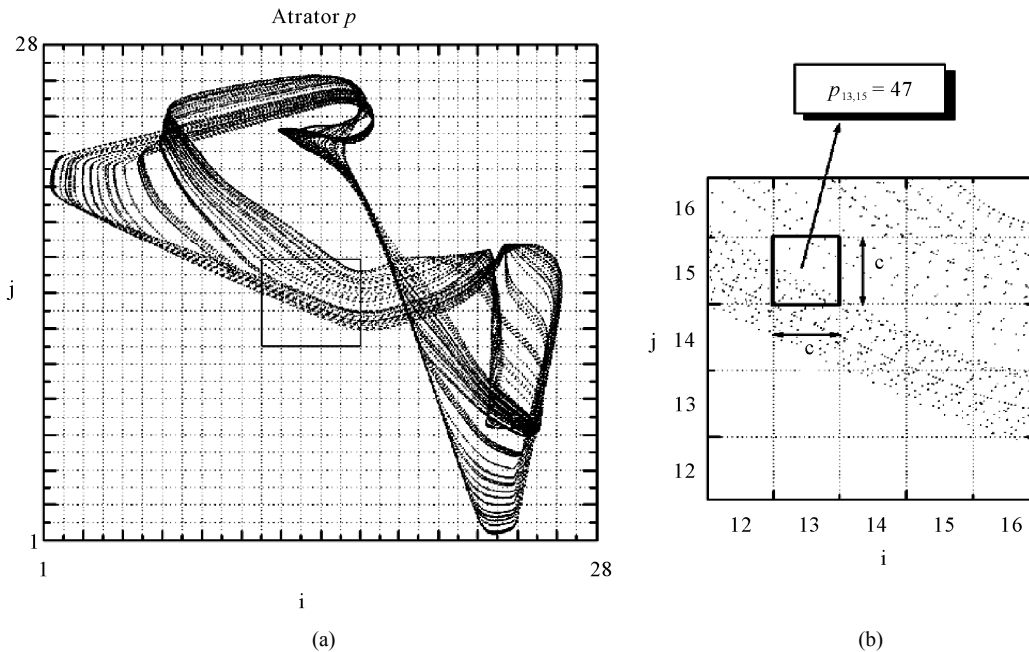 Atrator p
28
j
1
1
28
i
(a)
p13,15 = 47
16
15
14
13
12
j
c
c
12 13 14 15 16
i
(b)